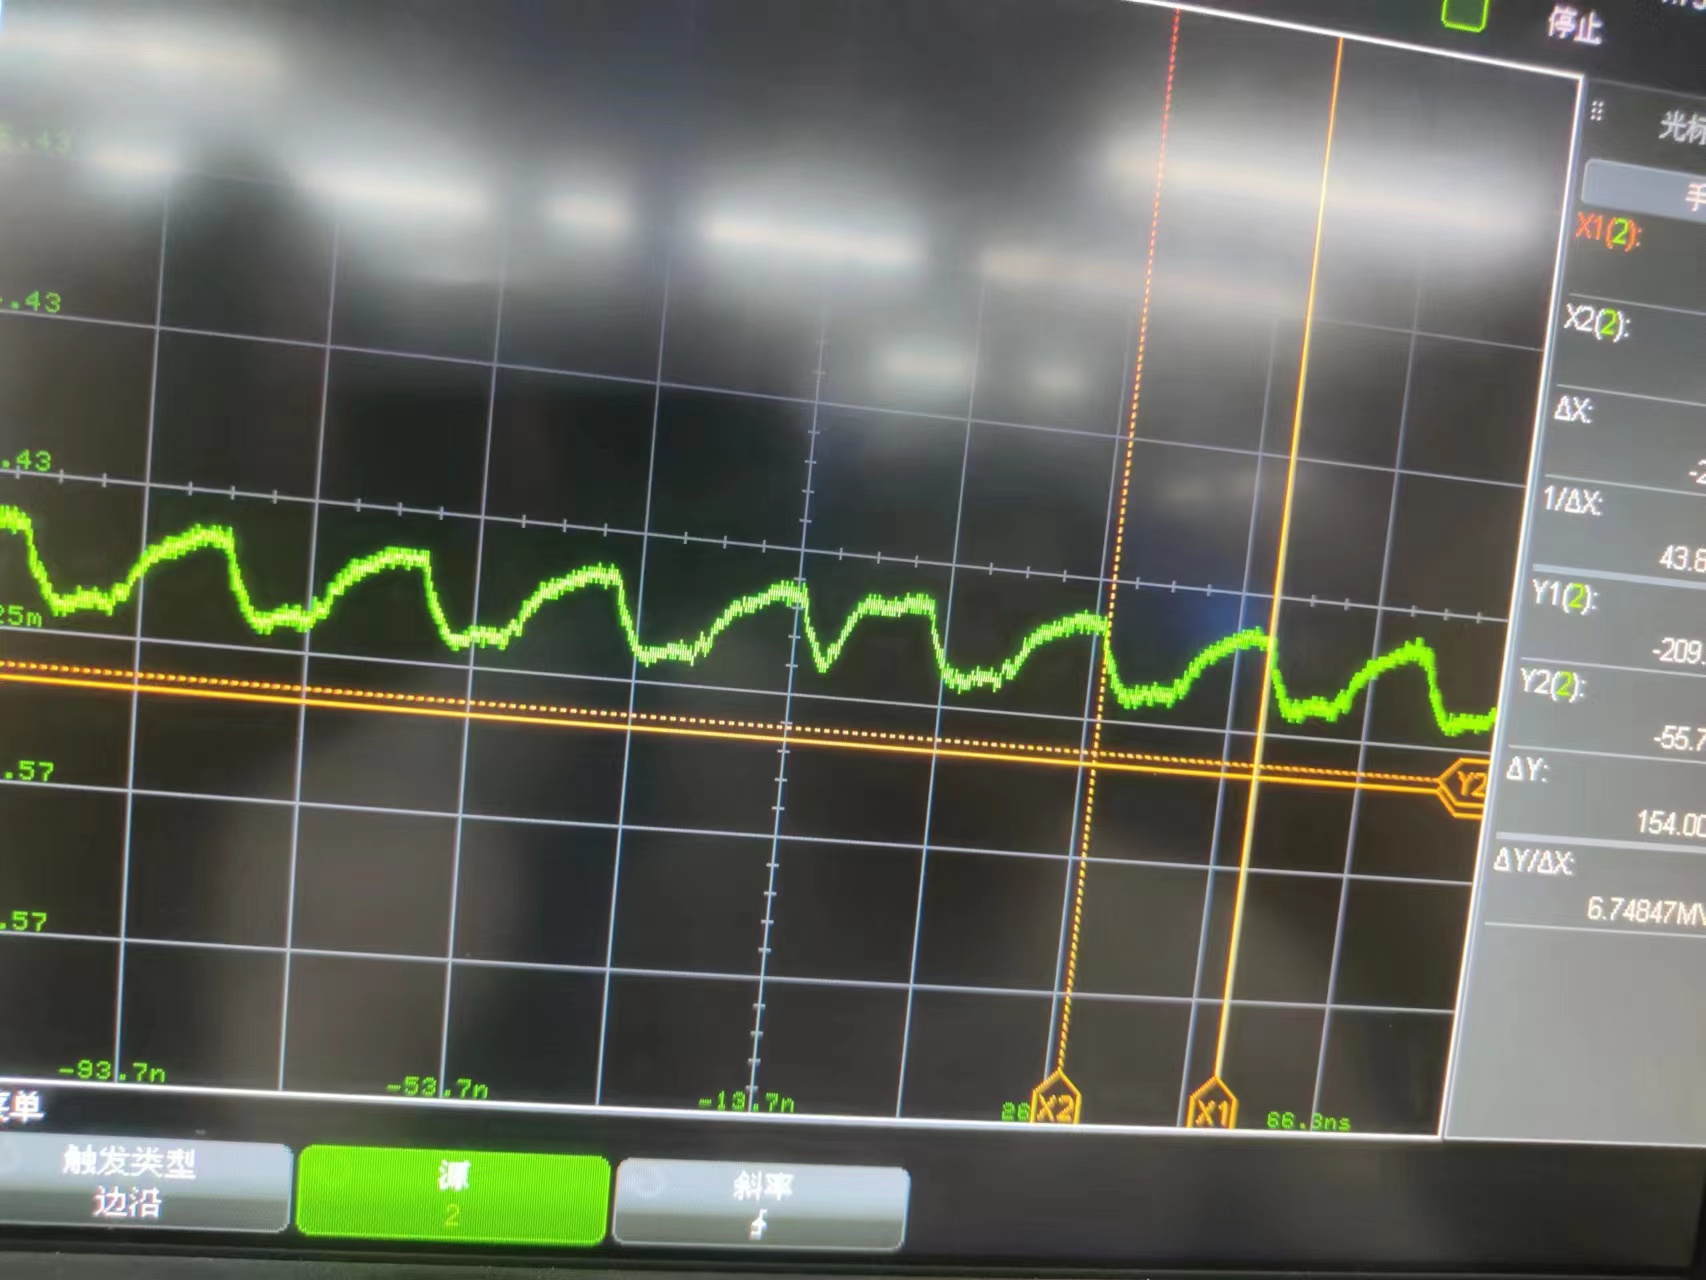 停止
光标
手
X1(2):
X2(2):
ΔX:
-2
1/ΔX:
43.8
Y1(2):
-209.
Y2(2):
-55.7
ΔY:
154.00
ΔY/ΔX:
6.74847MV
5.43
.43
.43
25m
.57
.57
Y2
-93.7n
-53.7n
-13.7n
26
X2
X1
66.3ns
菜单
触发类型
边沿
源
2
斜率